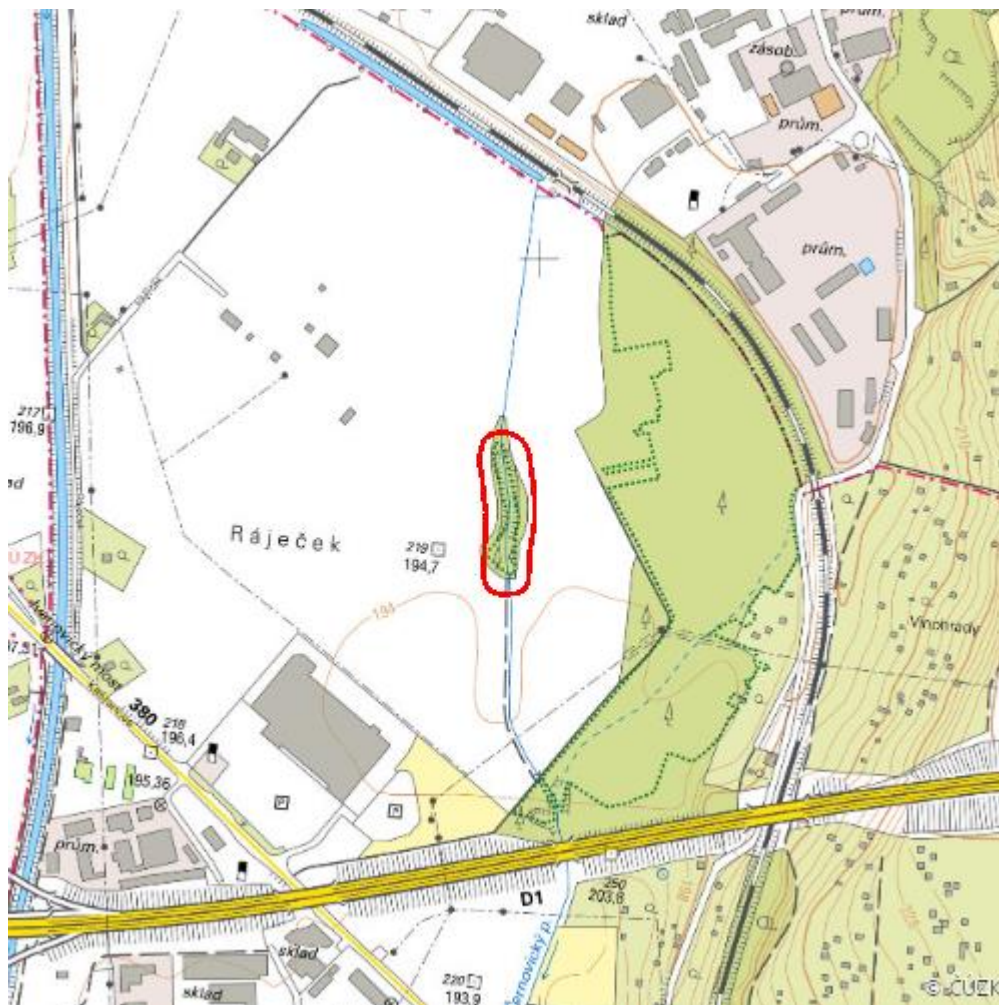 sklad
prům.
zásob.
prům.
prům.
217
196,9
Ráječek
219
194,7
194
Vinohrady
380
218
196,4
195,36
prům.
D1
250
203,8
sklad
sklad
220
193,9
© ČÚZK